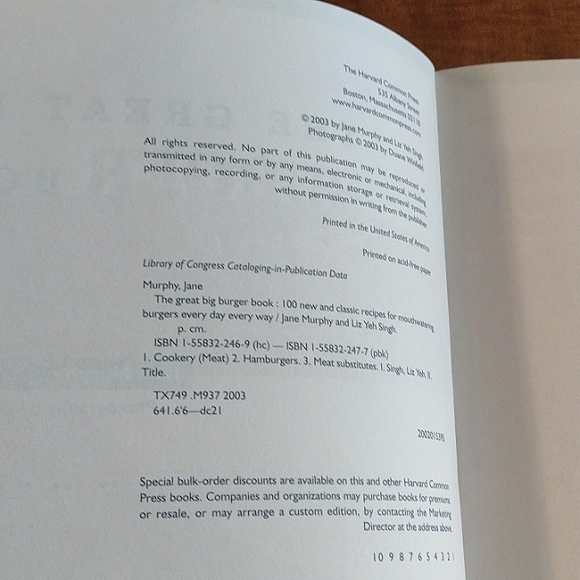 The Harvard Common Press
535 Albany Street
Boston, Massachusetts 02118
www.harvardcommonpress.com
© 2003 by Jane Murphy and Liz Yeh Singh
Photographs © 2003 by Duane Winfield
All rights reserved. No part of this publication may be reproduced or
transmitted in any form or by any means, electronic or mechanical, including
photocopying, recording, or any information storage or retrieval system,
without permission in writing from the publisher.
Printed in the United States of America
Printed on acid-free paper
Library of Congress Cataloging-in-Publication Data
Murphy, Jane
The great big burger book : 100 new and classic recipes for mouthwatering
burgers every day every way / Jane Murphy and Liz Yeh Singh.
p. cm.
ISBN 1-55832-246-9 (hc) — ISBN 1-55832-247-7 (pbk)
1. Cookery (Meat) 2. Hamburgers. 3. Meat substitutes. I. Singh, Liz Yeh. II.
Title.
TX749 .M937 2003
641.6'6—dc21
Special bulk-order discounts are available on this and other Harvard Common
Press books. Companies and organizations may purchase books for premiums
or resale, or may arrange a custom edition, by contacting the Marketing
Director at the address above.
10 9 8 7 6 5 4 3 2 1